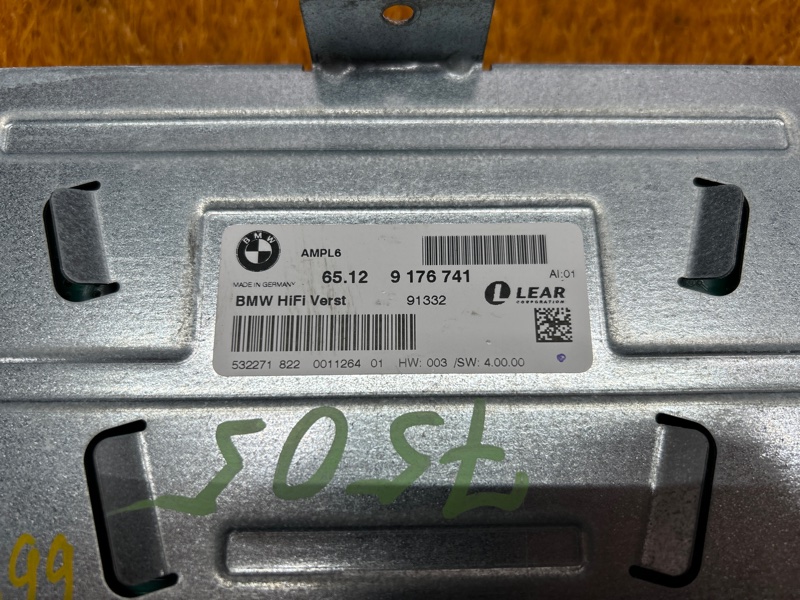 BMW
AMPL6
65.12 9 176 741
AI:01
MADE IN GERMANY
BMW HiFi Verst 91332
L LEAR
CORPORATION
532271 822 0011264 01 HW: 003 /SW: 4.00.00
99